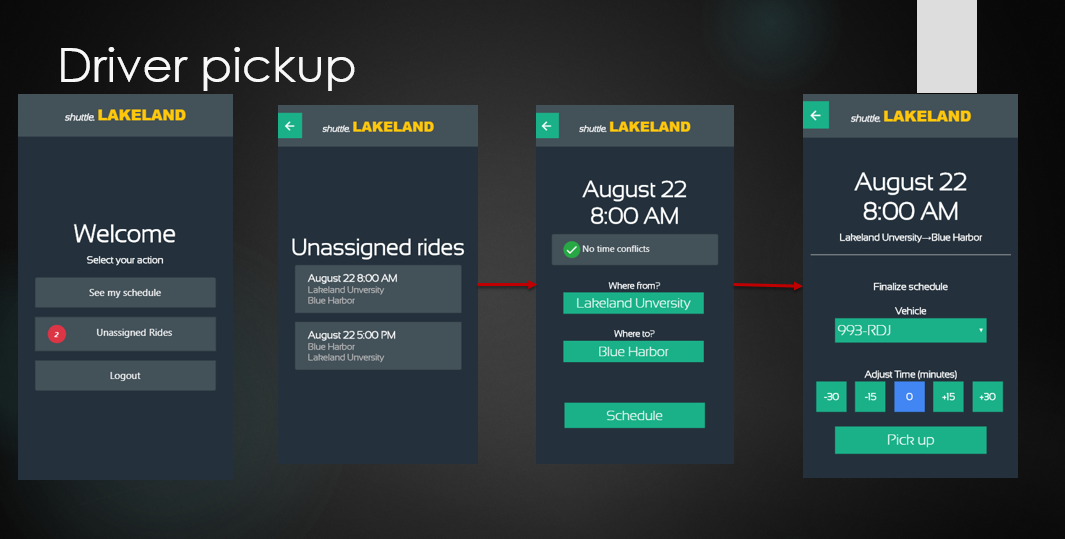 Driver pickup
shuttle. LAKELAND
Welcome
Select your action
See my schedule
2 Unassigned Rides
Logout
shuttle. LAKELAND
Unassigned rides
August 22 8:00 AM
Lakeland Unversity
Blue Harbor
August 22 5:00 PM
Blue Harbor
Lakeland Unversity
shuttle. LAKELAND
August 22
8:00 AM
No time conflicts
Where from?
Lakeland Unversity
Where to?
Blue Harbor
Schedule
shuttle. LAKELAND
August 22
8:00 AM
Lakeland Unversity→Blue Harbor
Finalize schedule
Vehicle
993-RDJ
Adjust Time (minutes)
-30 -15 0 +15 +30
Pick up